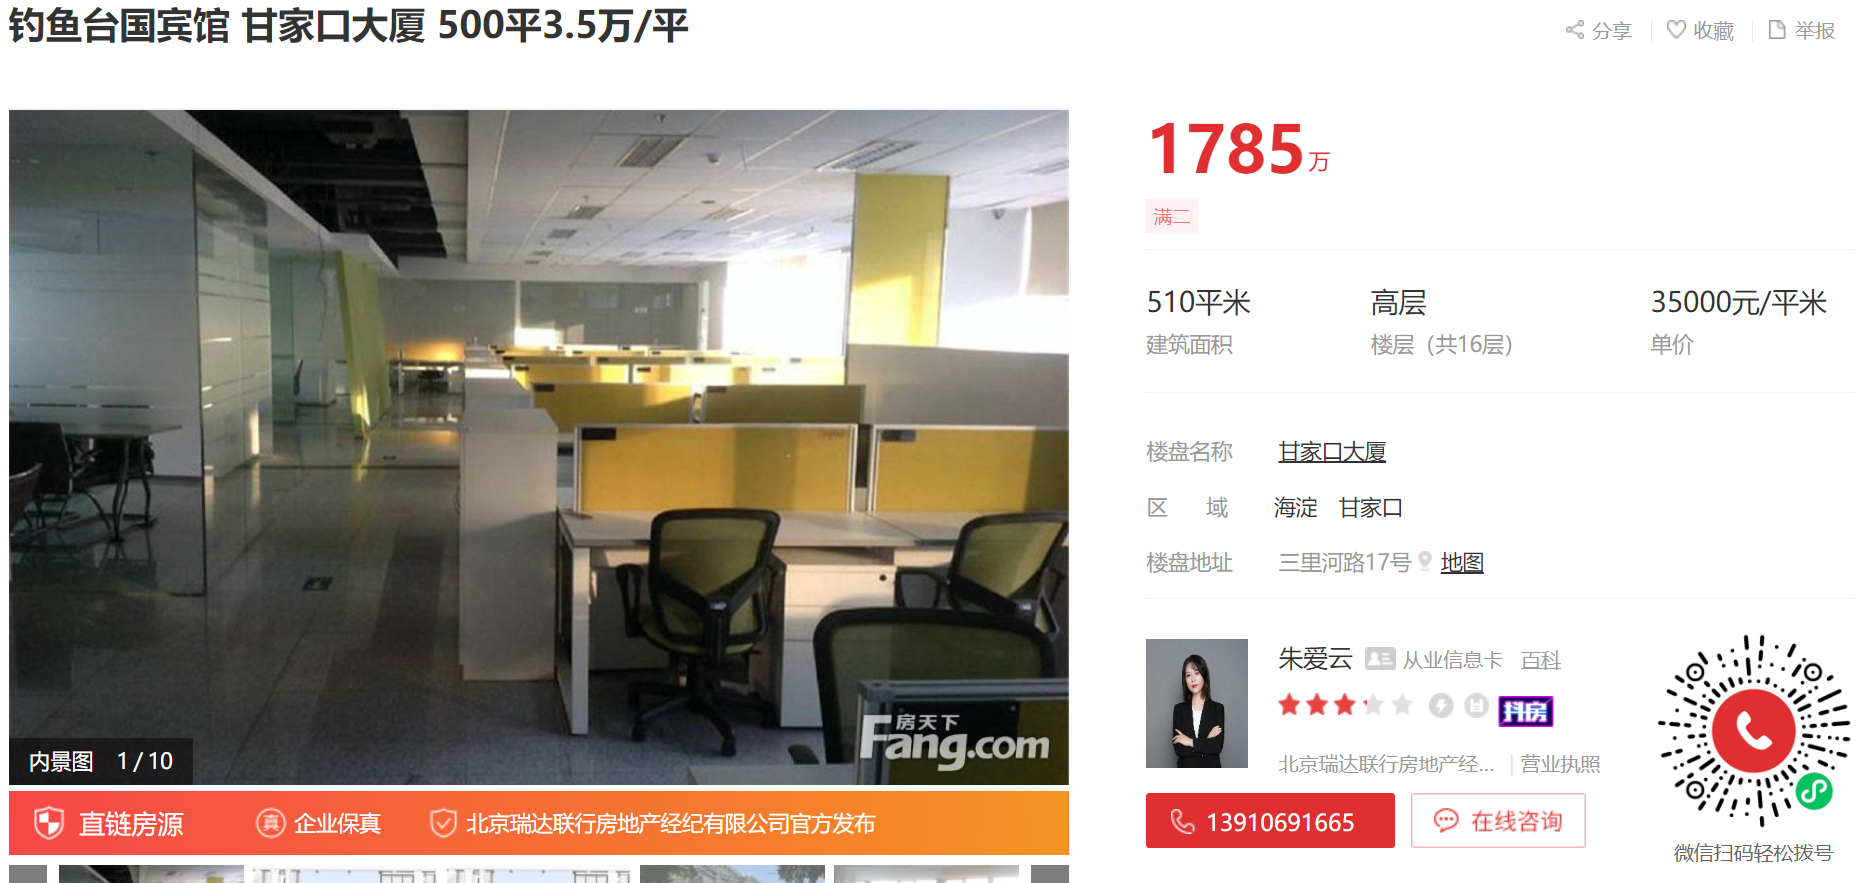 钓鱼台国宾馆 甘家口大厦 500平3.5万/平
分享
收藏
举报
1785万
满二
510平米
高层
35000元/平米
建筑面积
楼层（共16层）
单价
楼盘名称 甘家口大厦
区 域 海淀 甘家口
楼盘地址 三里河路17号 地图
朱爱云 从业信息卡 百科
抖房
北京瑞达联行房地产经... 营业执照
13910691665
在线咨询
微信扫码轻松拨号
房天下
Fang.com
内景图 1/10
直链房源
真 企业保真
北京瑞达联行房地产经纪有限公司官方发布